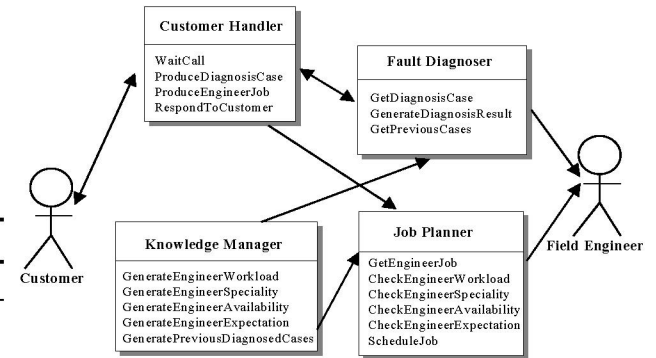 Customer Handler
WaitCall
ProduceDiagnosisCase
ProduceEngineerJob
RespondToCustomer
Fault Diagnoser
GetDiagnosisCase
GenerateDiagnosisResult
GetPreviousCases
Customer
Knowledge Manager
GenerateEngineerWorkload
GenerateEngineerSpeciality
GenerateEngineerAvailability
GenerateEngineerExpectation
GeneratePreviousDiagnosedCases
Job Planner
GetEngineerJob
CheckEngineerWorkload
CheckEngineerSpeciality
CheckEngineerAvailability
CheckEngineerExpectation
ScheduleJob
Field Engineer